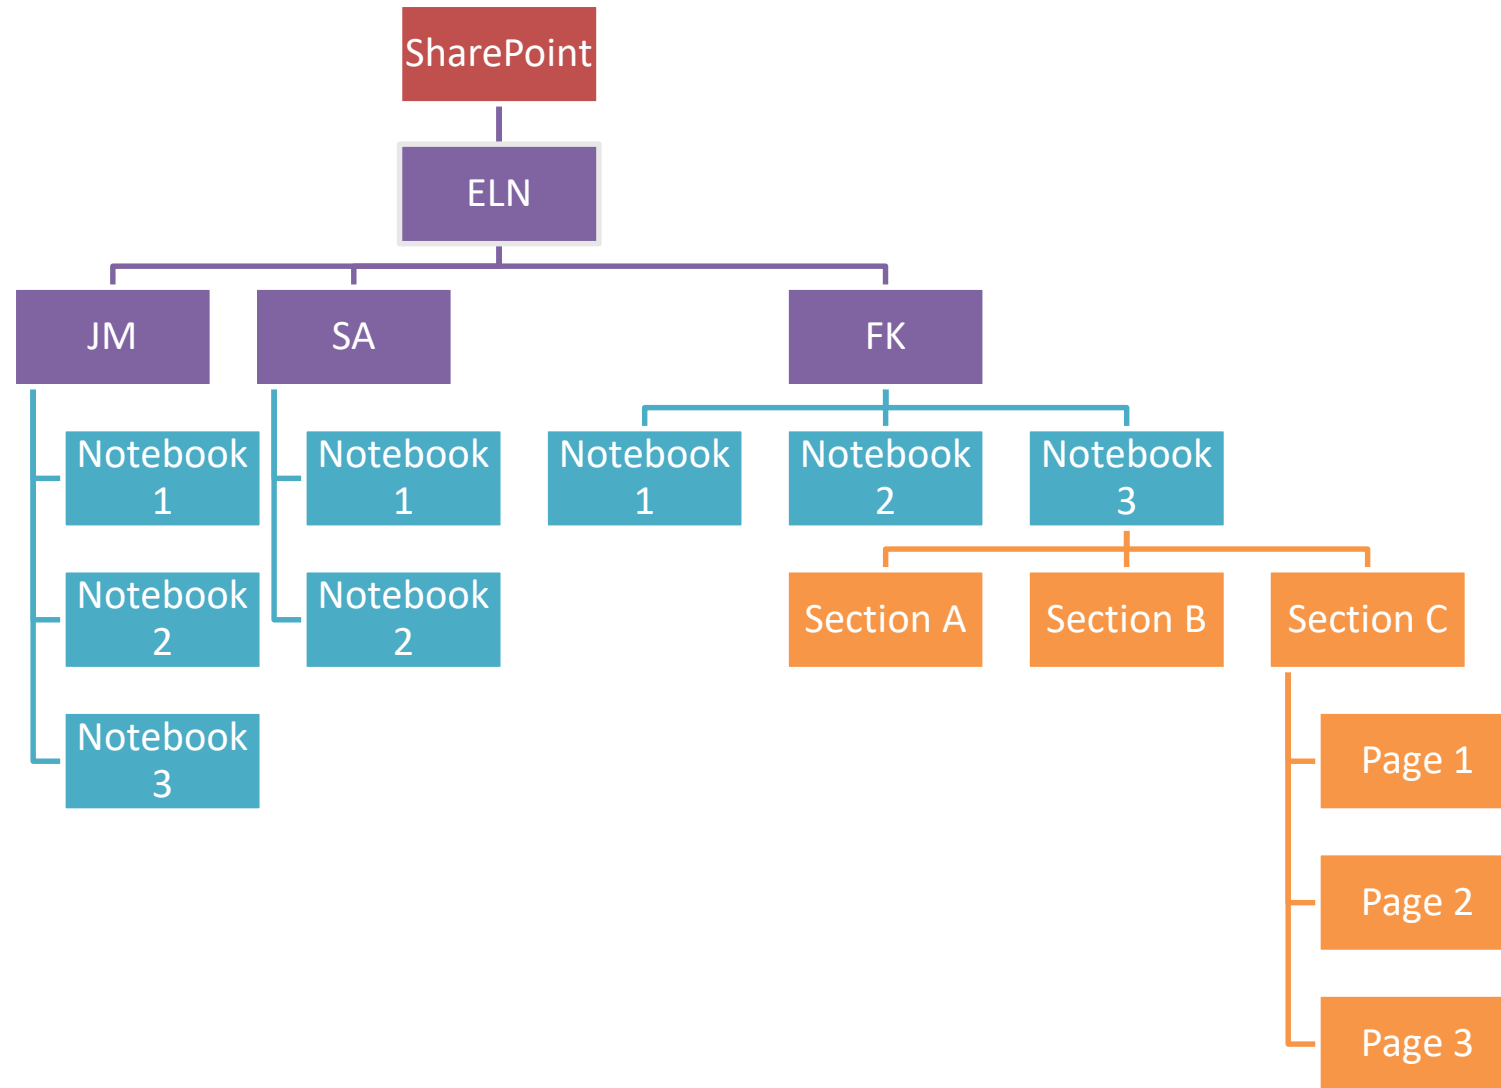 SharePoint
ELN
JM
SA
FK
Notebook
1
Notebook
1
Notebook
1
Notebook
2
Notebook
3
Notebook
2
Notebook
2
Section A
Section B
Section C
Notebook
3
Page 1
Page 2
Page 3